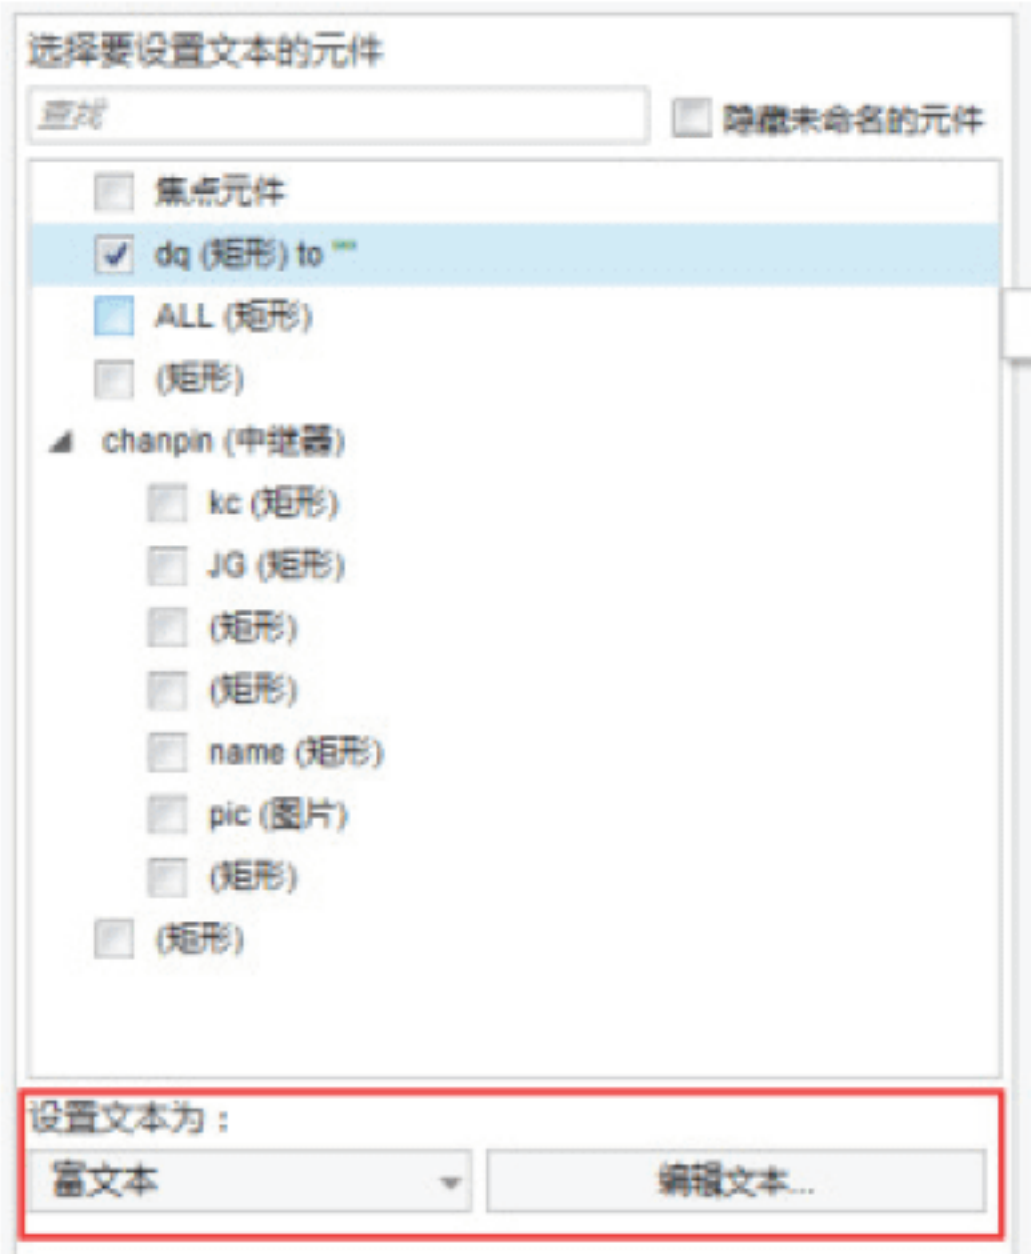 选择要设置文本的元件
查找
隐藏未命名的元件
焦点元件
dq (矩形) to ""
ALL (矩形)
(矩形)
chanpin (中继器)
kc (矩形)
JG (矩形)
(矩形)
(矩形)
name (矩形)
pic (图片)
(矩形)
(矩形)
设置文本为：
富文本
编辑文本...